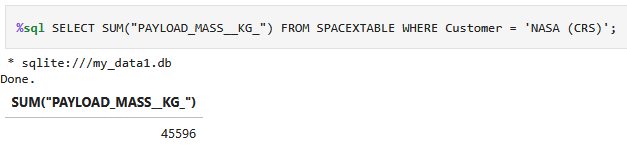 %sql SELECT SUM("PAYLOAD_MASS__KG_") FROM SPACEXTABLE WHERE Customer = 'NASA (CRS)';
* sqlite:///my_data1.db
Done.
SUM("PAYLOAD_MASS__KG_")
45596